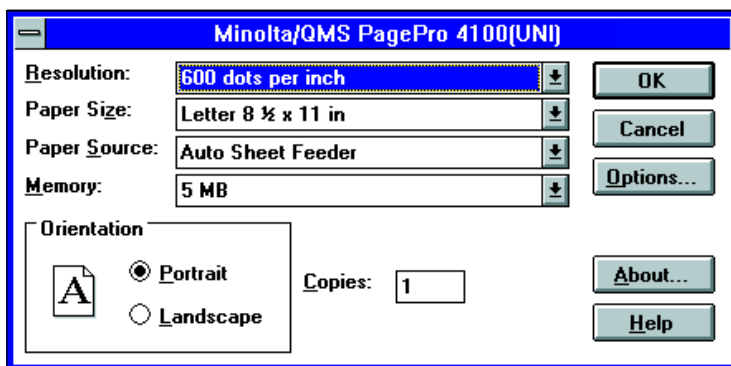 Minolta/QMS PagePro 4100(UNI)
Resolution: 600 dots per inch
OK
Paper Size: Letter 8 ½ x 11 in
Cancel
Paper Source: Auto Sheet Feeder
Options...
Memory: 5 MB
Orientation
A
Portrait
Landscape
Copies: 1
About...
Help